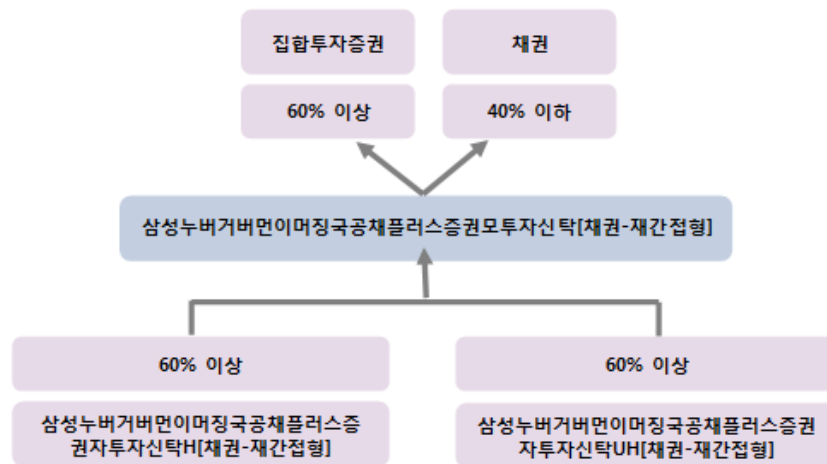 집합투자증권
채권
60% 이상
40% 이하
삼성누버거버먼이머징국공채플러스증권모투자신탁[채권-재간접형]
60% 이상
60% 이상
삼성누버거버먼이머징국공채플러스증
권자투자신탁H[채권-재간접형]
삼성누버거버먼이머징국공채플러스증권
자투자신탁UH[채권-재간접형]